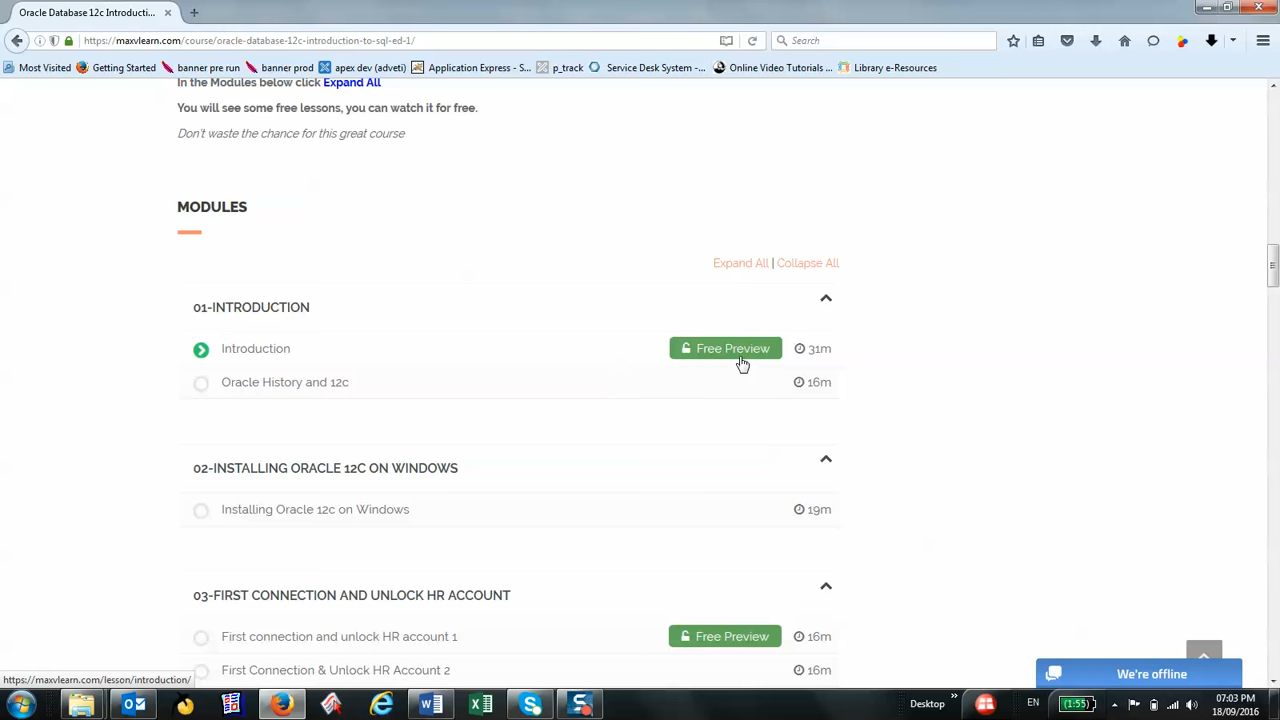 Oracle Database 12c Introducti...
https://maxvlearn.com/course/oracle-database-12c-introduction-to-sql-ed-1/
Search
Most Visited
Getting Started
banner pre run
banner prod
apex dev (adveti)
Application Express - S...
p_track
Service Desk System -...
Online Video Tutorials ...
Library e-Resources
In the Modules below click Expand All
You will see some free lessons, you can watch it for free.
Don't waste the chance for this great course
MODULES
Expand All | Collapse All
01-INTRODUCTION
Introduction Free Preview 31m
Oracle History and 12c 16m
02-INSTALLING ORACLE 12C ON WINDOWS
Installing Oracle 12c on Windows 19m
03-FIRST CONNECTION AND UNLOCK HR ACCOUNT
First connection and unlock HR account 1 Free Preview 16m
First Connection & Unlock HR Account 2 16m
https://maxvlearn.com/lesson/introduction/
We're offline
Desktop
EN
(1:55)
07:03 PM
18/09/2016